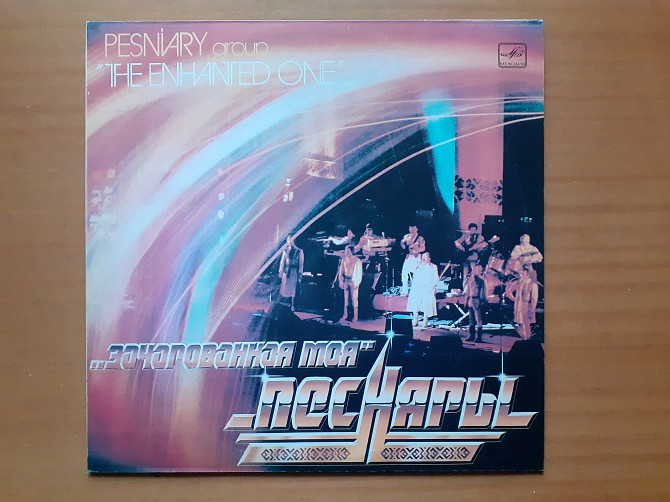 PESNiARY group
"THE ENHANTED ONE"
„Зачарованная моя"
ПЕСНЯРЫ